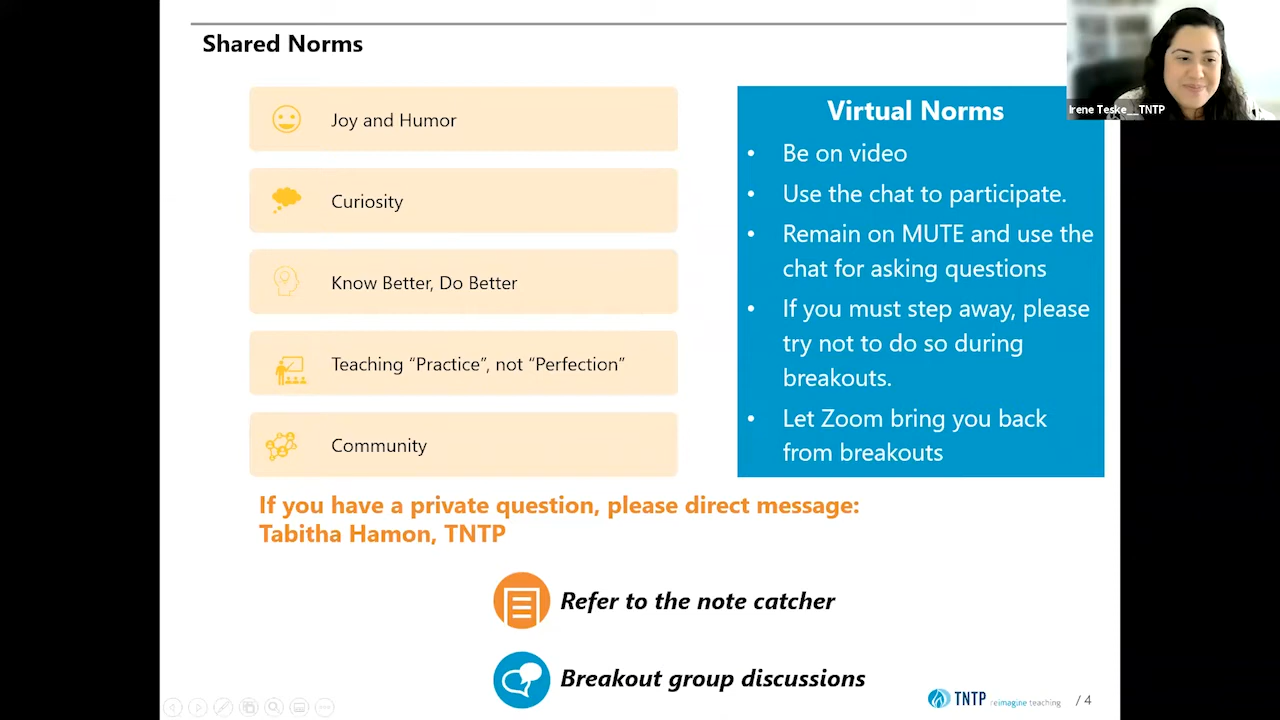 Shared Norms
Joy and Humor
Curiosity
Know Better, Do Better
Teaching “Practice”, not “Perfection”
Community
Virtual Norms
• Be on video
• Use the chat to participate.
• Remain on MUTE and use the
chat for asking questions
• If you must step away, please
try not to do so during
breakouts.
• Let Zoom bring you back
from breakouts
Irene Teske__TNTP
If you have a private question, please direct message:
Tabitha Hamon, TNTP
Refer to the note catcher
Breakout group discussions
TNTP reimagine teaching
/ 4